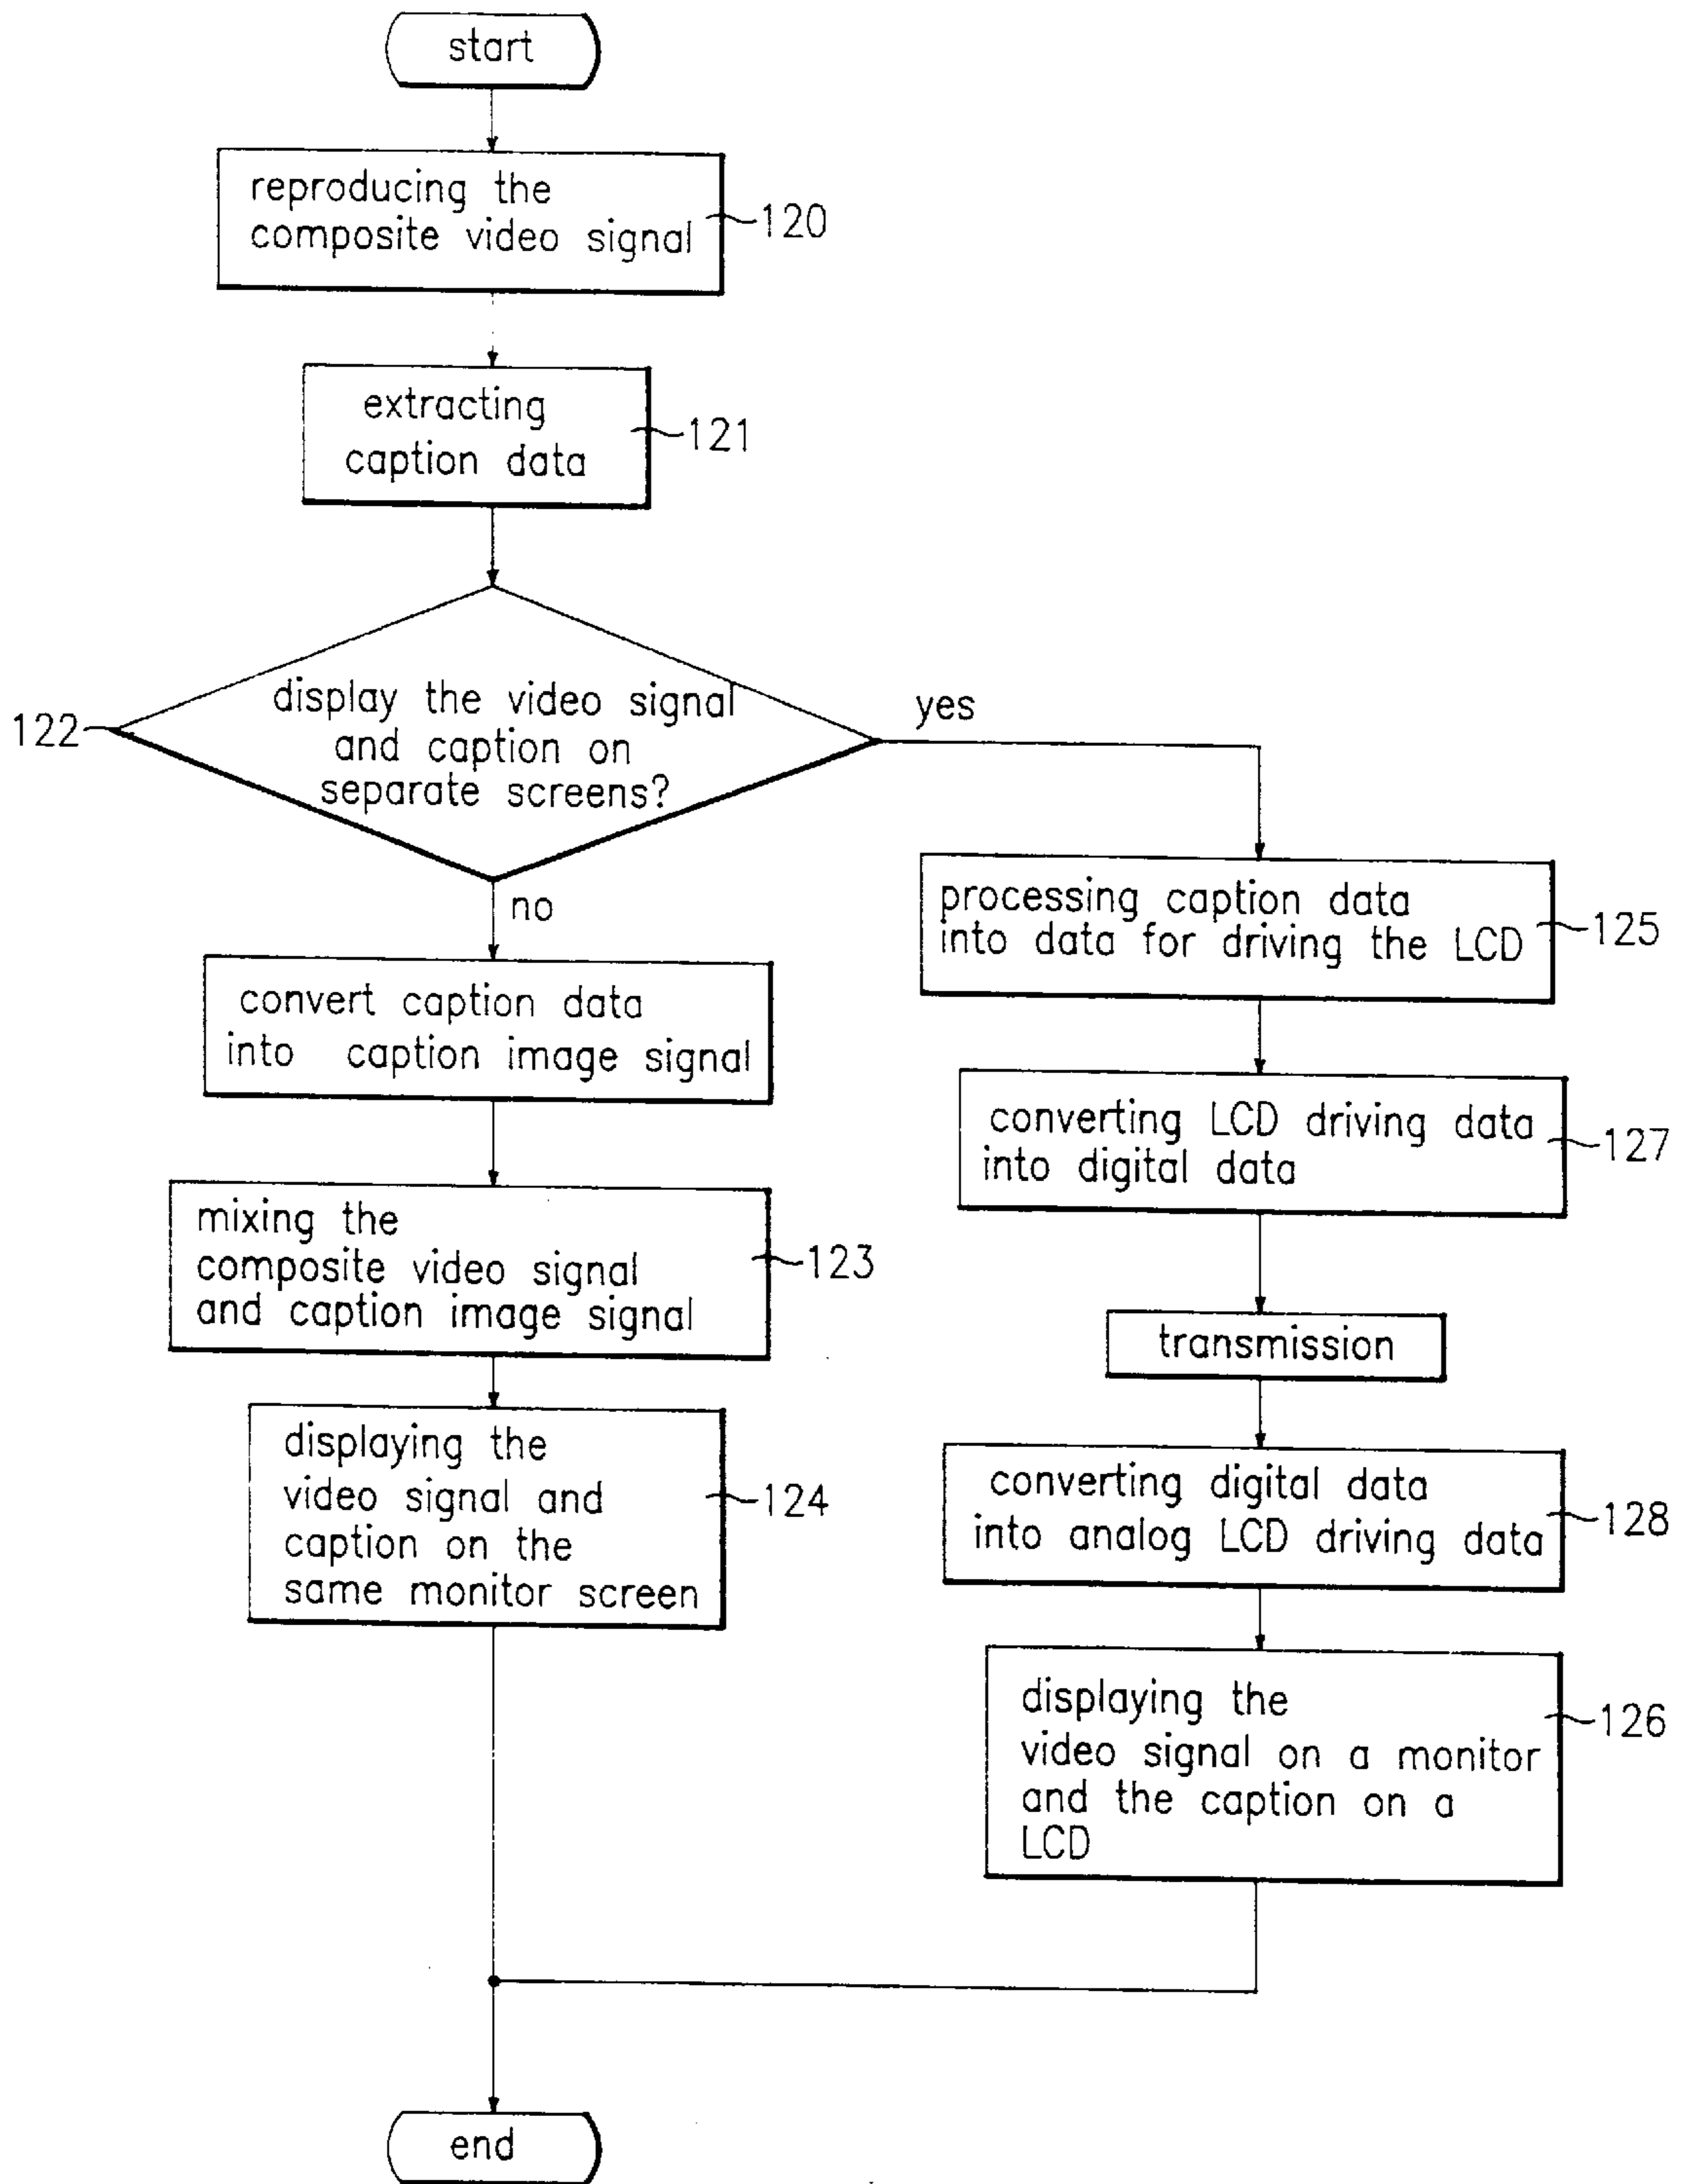 start
reproducing the
composite video signal
120
extracting
caption data
121
122
display the video signal
and caption on
separate screens?
yes
no
convert caption data
into caption image signal
mixing the
composite video signal
and caption image signal
123
displaying the
video signal and
caption on the
same monitor screen
124
processing caption data
into data for driving the LCD
125
converting LCD driving data
into digital data
127
transmission
converting digital data
into analog LCD driving data
128
displaying the
video signal on a monitor
and the caption on a
LCD
126
end